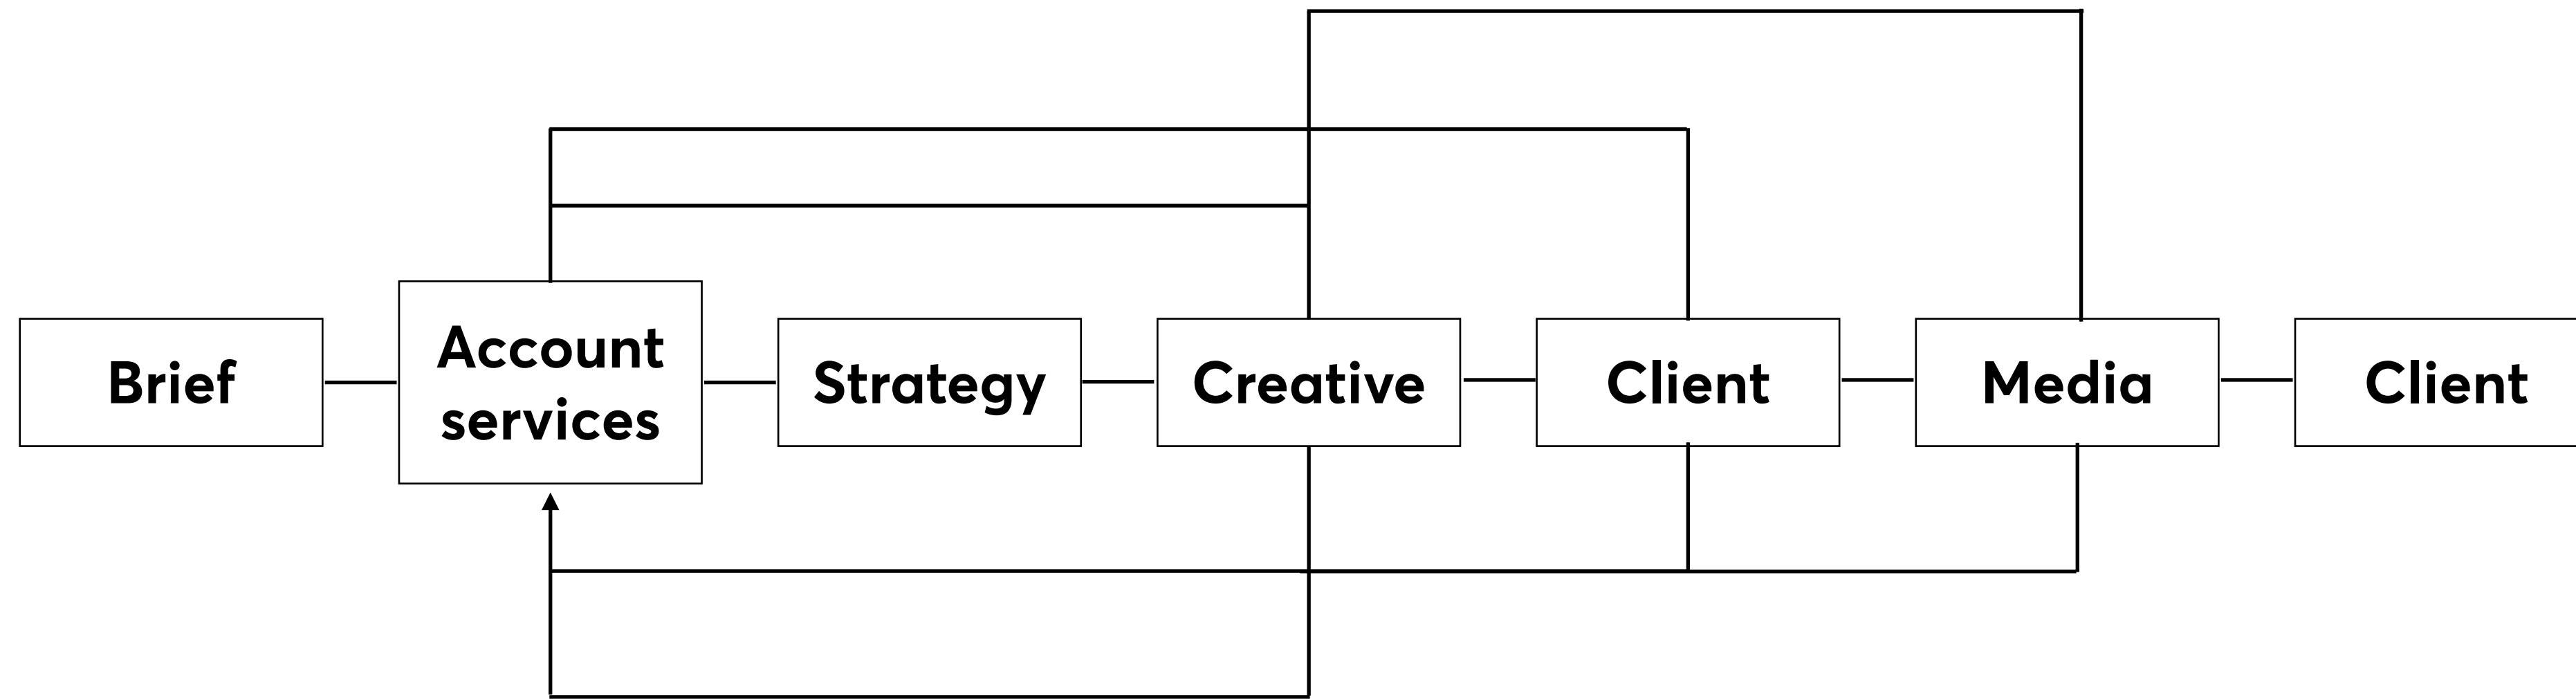 Brief
Account
services
Strategy
Creative
Client
Media
Client